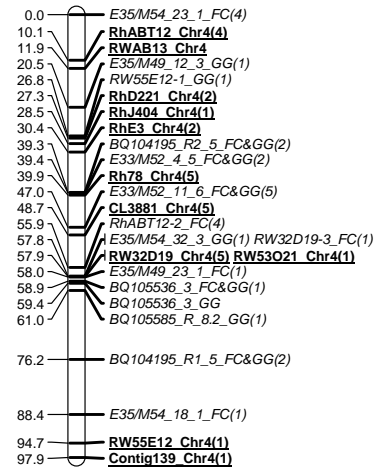 0.0 E35/M54_23_1_FC(4)
10.1 RhABT12_Chr4(4)
11.9 RWAB13_Chr4
20.5 E35/M49_12_3_GG(1)
26.8 RW55E12-1_GG(1)
27.3 RhD221_Chr4(2)
28.5 RhJ404_Chr4(1)
30.4 RhE3_Chr4(2)
39.3 BQ104195_R2_5_FC&GG(2)
39.4 E33/M52_4_5_FC&GG(2)
39.9 Rh78_Chr4(5)
47.0 E33/M52_11_6_FC&GG(5)
48.7 CL3881_Chr4(5)
55.9 RhABT12-2_FC(4)
57.8 E35/M54_32_3_GG(1) RW32D19-3_FC(1)
57.9 RW32D19_Chr4(5) RW53O21_Chr4(1)
58.0 E35/M49_23_1_FC(1)
58.9 BQ105536_3_FC&GG(1)
59.4 BQ105536_3_GG
61.0 BQ105585_R_8.2_GG(1)
76.2 BQ104195_R1_5_FC&GG(2)
88.4 E35/M54_18_1_FC(1)
94.7 RW55E12_Chr4(1)
97.9 Contig139_Chr4(1)